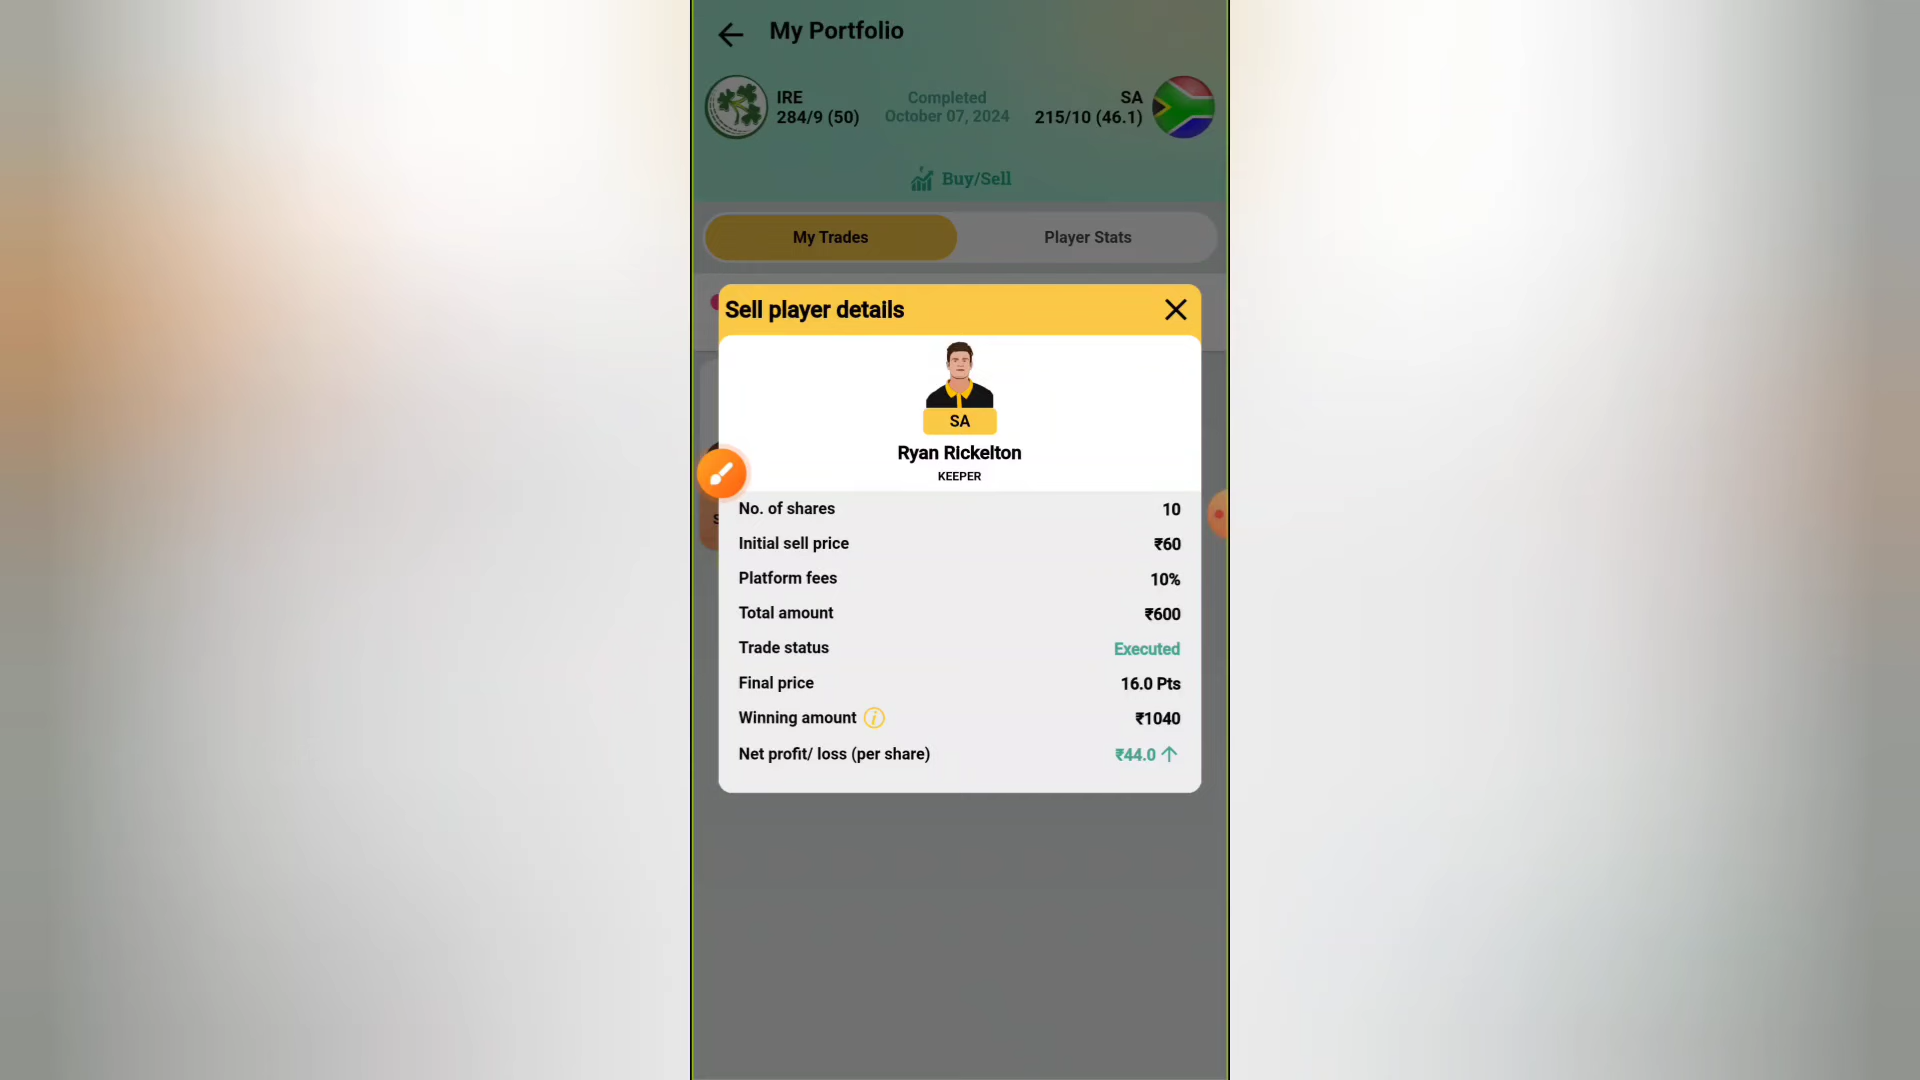 My Portfolio
IRE
284/9 (50)
Completed
October 07, 2024
SA
215/10 (46.1)
Buy/Sell
My Trades
Player Stats
Sell player details
SA
Ryan Rickelton
KEEPER
No. of shares 10
Initial sell price ₹60
Platform fees 10%
Total amount ₹600
Trade status Executed
Final price 16.0 Pts
Winning amount i ₹1040
Net profit/ loss (per share) ₹44.0